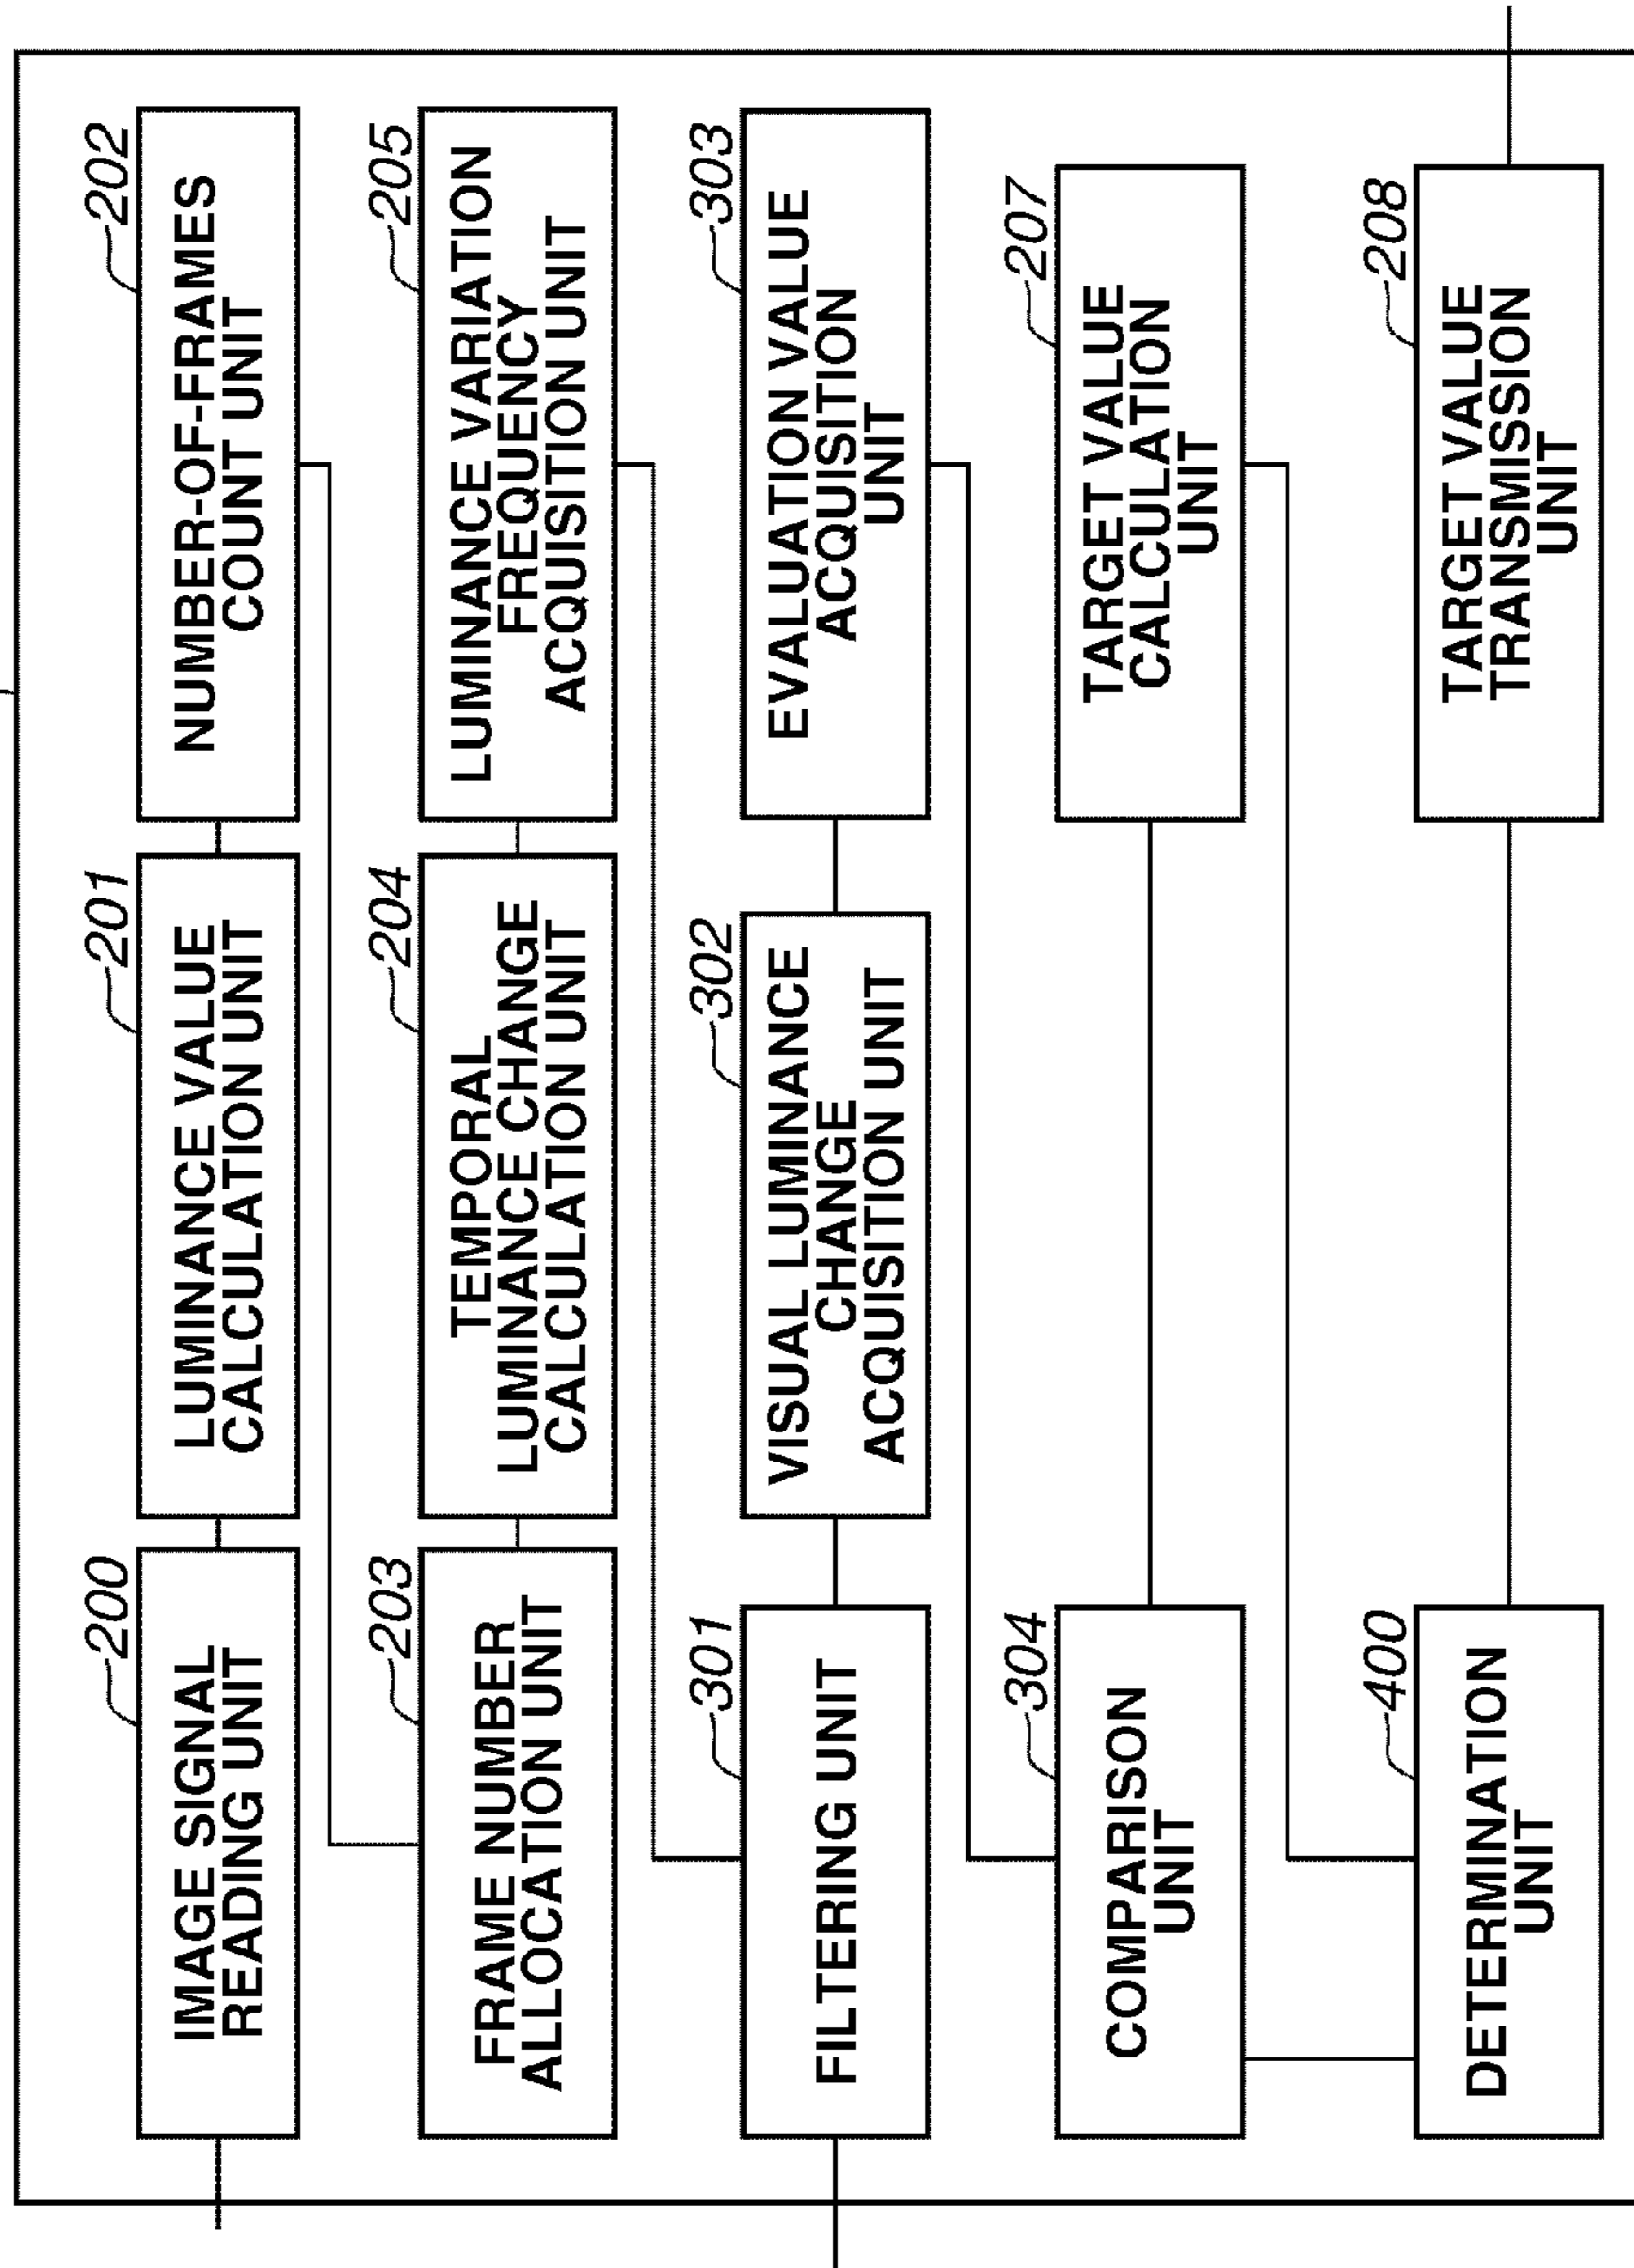 200
IMAGE SIGNAL
READING UNIT
201
LUMINANCE VALUE
CALCULATION UNIT
202
NUMBER-OF-FRAMES
COUNT UNIT
203
FRAME NUMBER
ALLOCATION UNIT
204
TEMPORAL
LUMINANCE CHANGE
CALCULATION UNIT
205
LUMINANCE VARIATION
FREQUENCY
ACQUISITION UNIT
301
FILTERING UNIT
302
VISUAL LUMINANCE
CHANGE
ACQUISITION UNIT
303
EVALUATION VALUE
ACQUISITION
UNIT
304
COMPARISON
UNIT
207
TARGET VALUE
CALCULATION
UNIT
400
DETERMINATION
UNIT
208
TARGET VALUE
TRANSMISSION
UNIT